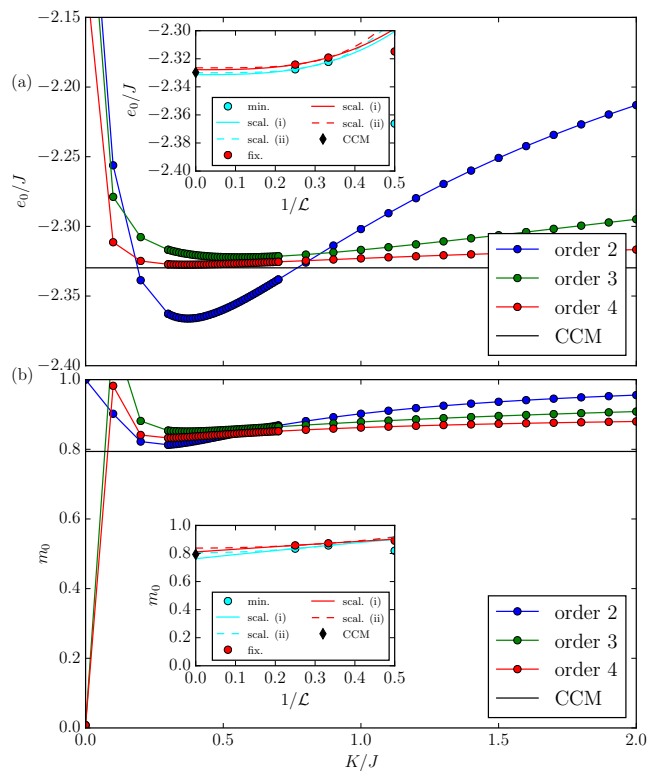 (a)
e₀/J
−2.15
−2.20
−2.25
−2.30
−2.35
−2.40
e₀/J
−2.30
−2.32
−2.34
−2.36
−2.38
−2.40
min.
scal. (i)
scal. (ii)
fix.
scal. (i)
scal. (ii)
CCM
0.0 0.1 0.2 0.3 0.4 0.5
1/ℒ
order 2
order 3
order 4
CCM
(b)
m₀
1.0
0.8
0.6
0.4
0.2
0.0
m₀
1.0
0.8
0.6
0.4
0.2
0.0
min.
scal. (i)
scal. (ii)
fix.
scal. (i)
scal. (ii)
CCM
0.0 0.1 0.2 0.3 0.4 0.5
1/ℒ
order 2
order 3
order 4
CCM
0.0 0.5 1.0 1.5 2.0
K/J